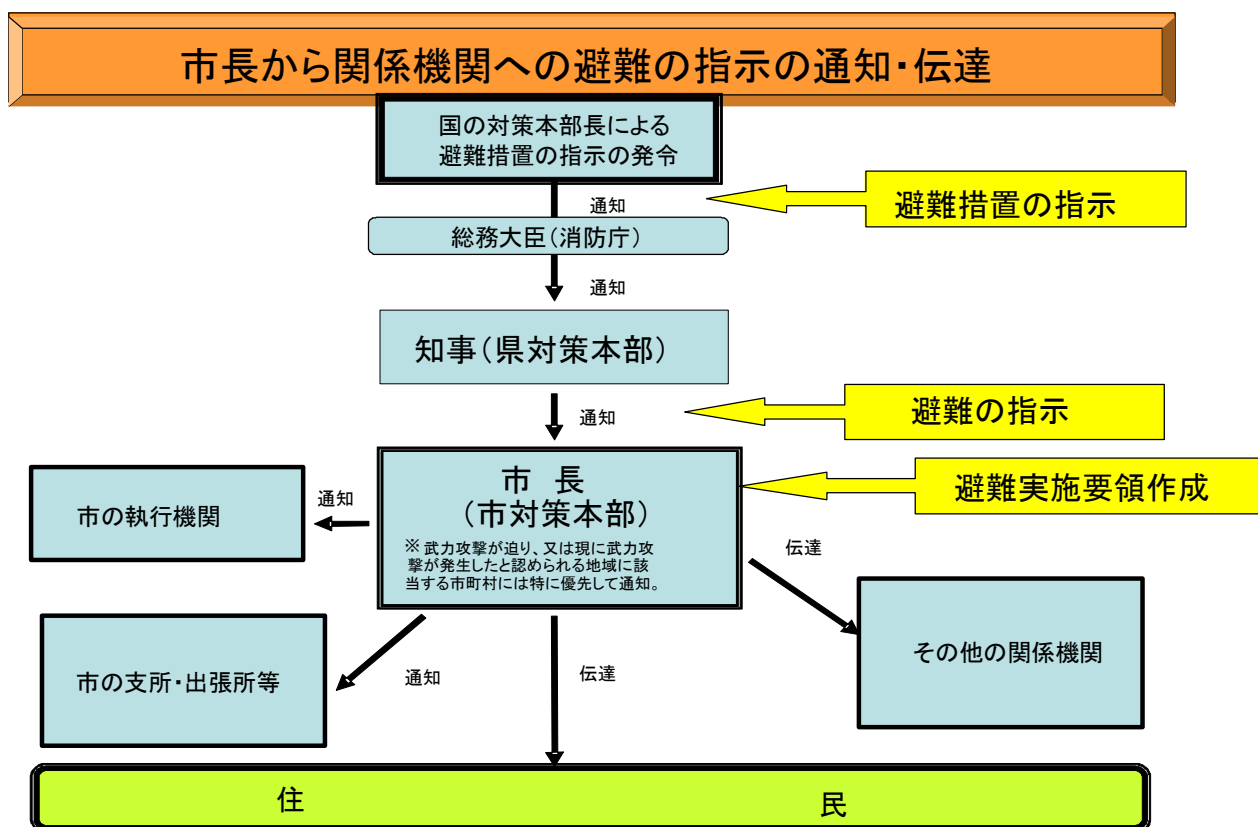 市長から関係機関への避難の指示の通知・伝達
国の対策本部長による
避難措置の指示の発令
通知
避難措置の指示
総務大臣(消防庁)
通知
知事(県対策本部)
通知
避難の指示
市 長
(市対策本部)
※ 武力攻撃が迫り、又は現に武力攻
撃が発生したと認められる地域に該
当する市町村には特に優先して通知。
避難実施要領作成
通知
市の執行機関
伝達
その他の関係機関
通知
市の支所・出張所等
伝達
住 民